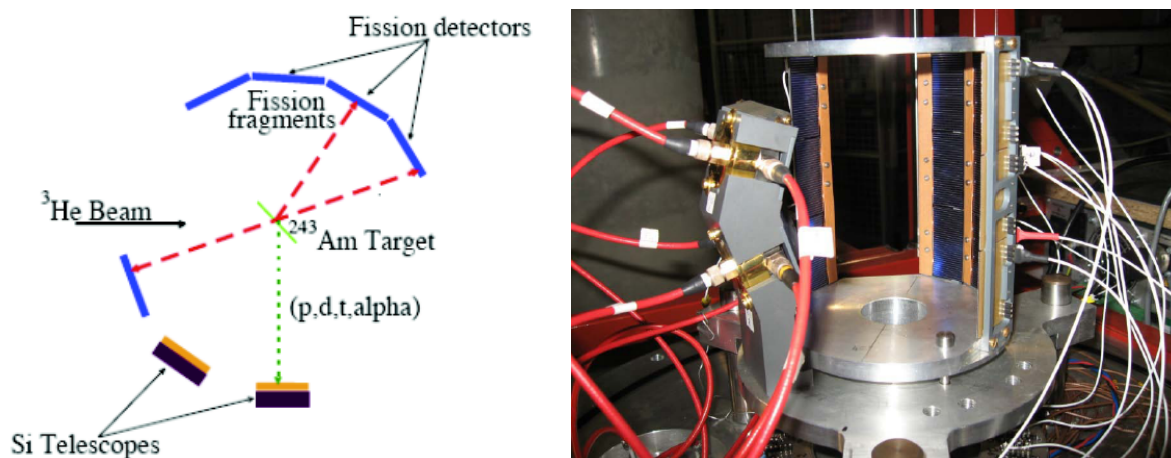 Fission detectors
Fission
fragments
³He Beam
²⁴³Am Target
(p,d,t,alpha)
Si Telescopes